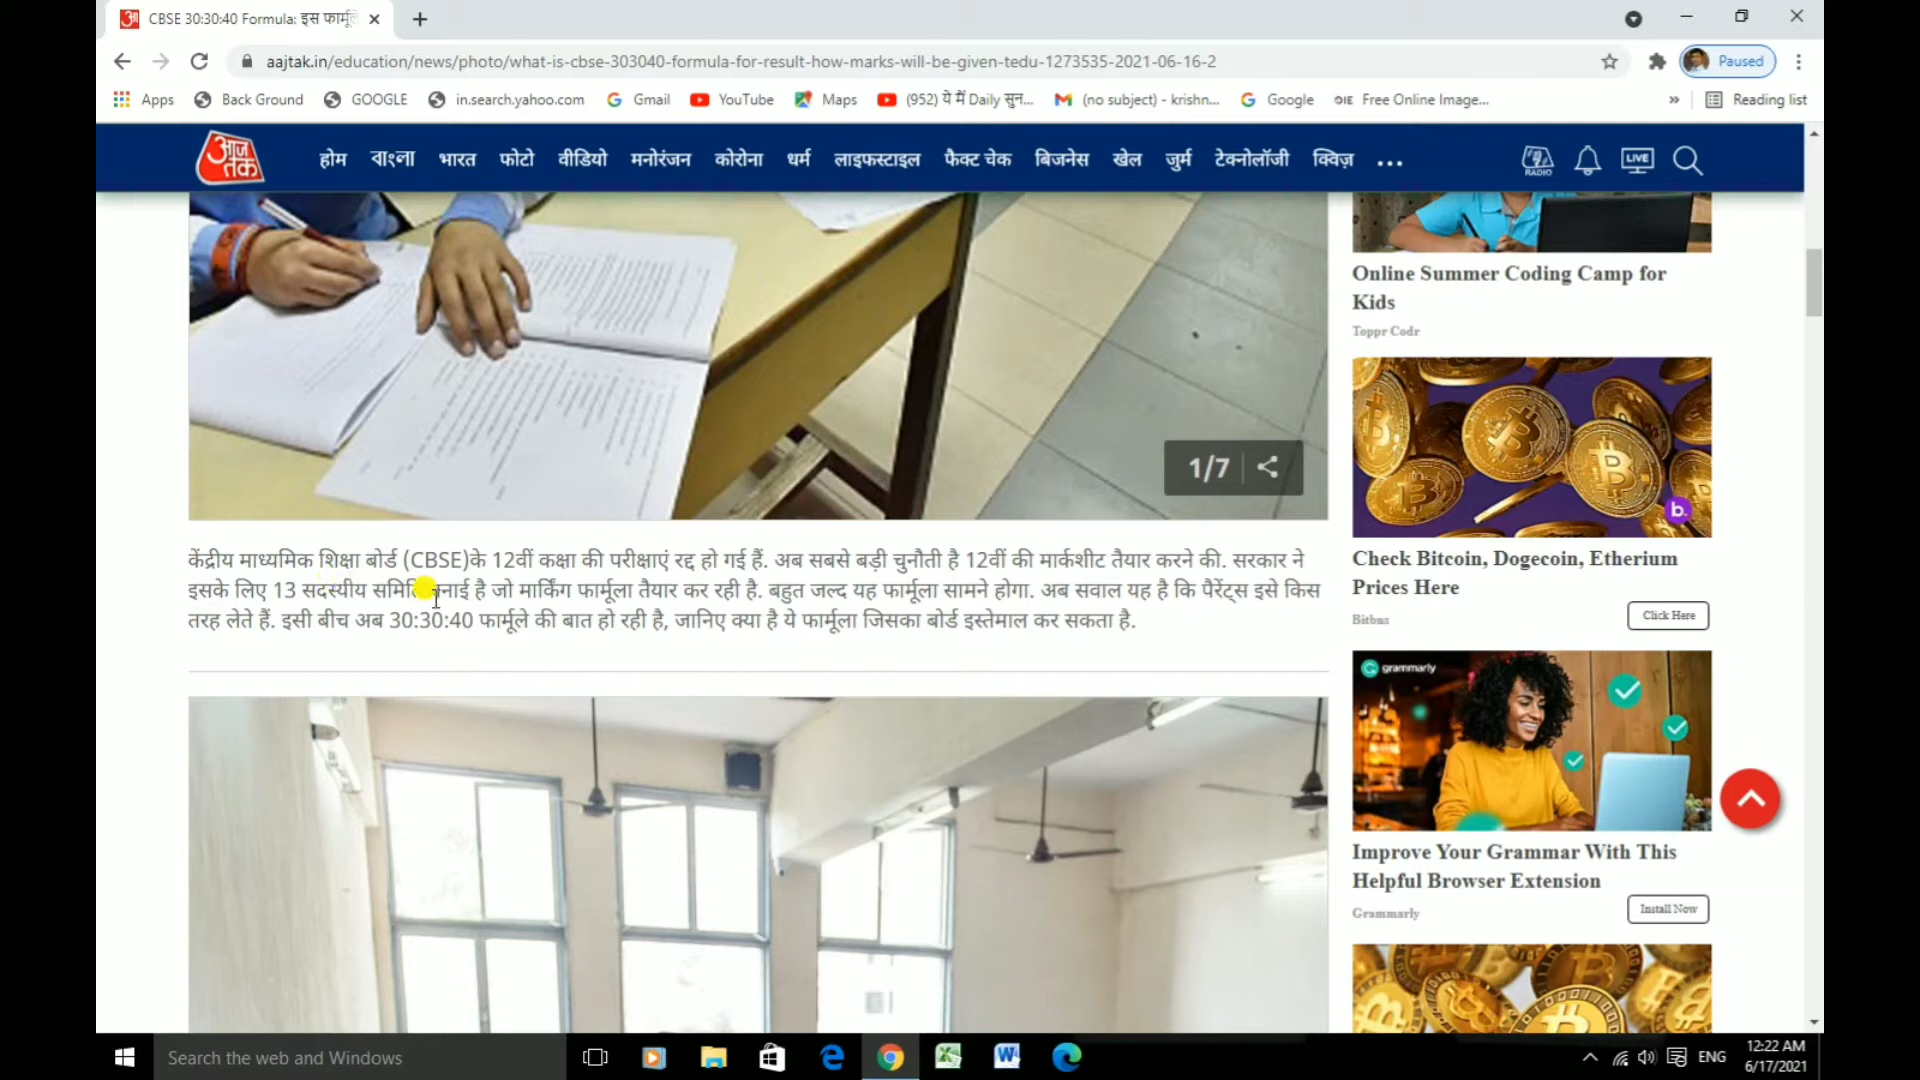 CBSE 30:30:40 Formula: इस फार्मू
aajtak.in/education/news/photo/what-is-cbse-303040-formula-for-result-how-marks-will-be-given-tedu-1273535-2021-06-16-2
Paused
Apps
Back Ground
GOOGLE
in.search.yahoo.com
Gmail
YouTube
Maps
(952) ये मैं Daily सुन...
(no subject) - krishn...
Google
OIE Free Online Image...
»
Reading list
आज तक
होम
বাংলা
भारत
फोटो
वीडियो
मनोरंजन
कोरोना
धर्म
लाइफस्टाइल
फैक्ट चेक
बिजनेस
खेल
जुर्म
टेक्नोलॉजी
क्विज़
...
RADIO
LIVE
1/7
केंद्रीय माध्यमिक शिक्षा बोर्ड (CBSE)के 12वीं कक्षा की परीक्षाएं रद्द हो गई हैं. अब सबसे बड़ी चुनौती है 12वीं की मार्कशीट तैयार करने की. सरकार ने
इसके लिए 13 सदस्यीय है जो मार्किंग फार्मूला तैयार कर रही है. बहुत जल्द यह फार्मूला सामने होगा. अब सवाल यह है कि पैरेंट्स इसे किस
तरह लेते हैं. इसी बीच अब 30:30:40 फार्मूले की बात हो रही है, जानिए क्या है ये फार्मूला जिसका बोर्ड इस्तेमाल कर सकता है.
Online Summer Coding Camp for
Kids
Toppr Codr
b.
Check Bitcoin, Dogecoin, Etherium
Prices Here
Bitbns
Click Here
grammarly
Improve Your Grammar With This
Helpful Browser Extension
Grammarly
Install Now
Search the web and Windows
ENG
12:22 AM
6/17/2021